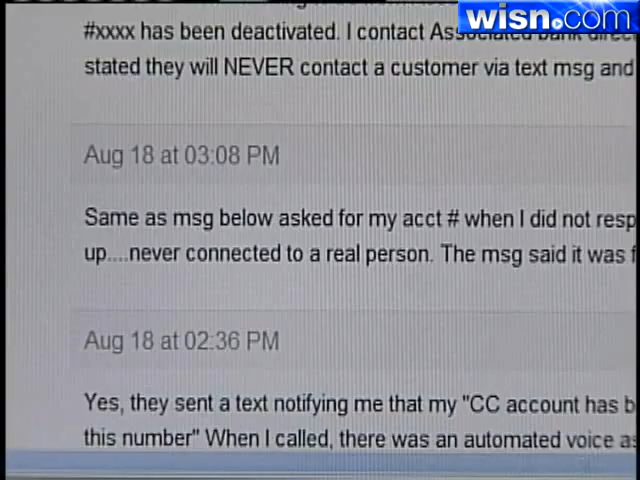 wisn.com
#xxxx has been deactivated. I contact Associated bank direc
stated they will NEVER contact a customer via text msg and
Aug 18 at 03:08 PM
Same as msg below asked for my acct # when I did not resp
up....never connected to a real person. The msg said it was f
Aug 18 at 02:36 PM
Yes, they sent a text notifying me that my "CC account has b
this number" When I called, there was an automated voice as